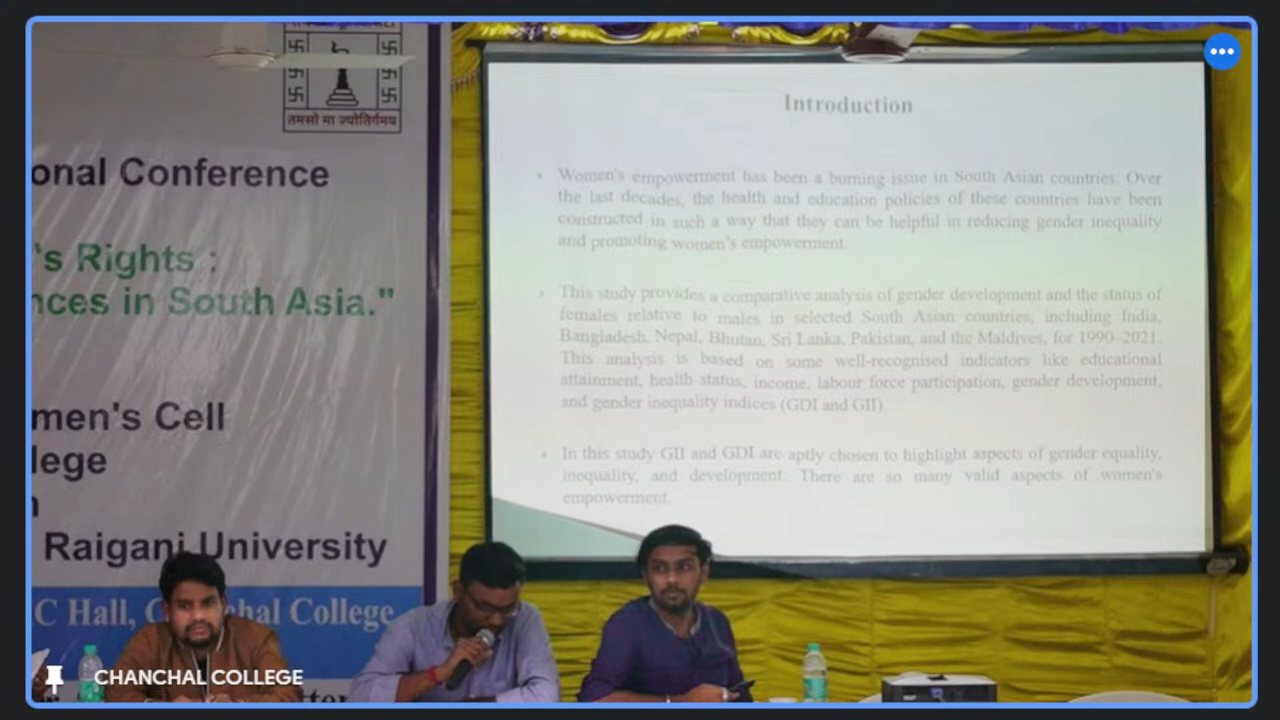 तमसो मा ज्योतिर्गमय
onal Conference
's Rights :
nces in South Asia."
men's Cell
lege
n
Raiganj University
C Hall, C hal College
CHANCHAL COLLEGE
Introduction
Women's empowerment has been a burning issue in South Asian countries. Over
the last decades, the health and education policies of these countries have been
constructed in such a way that they can be helpful in reducing gender inequality
and promoting women's empowerment.
This study provides a comparative analysis of gender development and the status of
females relative to males in selected South Asian countries, including India,
Bangladesh, Nepal, Bhutan, Sri Lanka, Pakistan, and the Maldives, for 1990–2021.
This analysis is based on some well-recognised indicators like educational
attainment, health status, income, labour force participation, gender development,
and gender inequality indices (GDI and GII).
In this study GII and GDI are aptly chosen to highlight aspects of gender equality,
inequality, and development. There are so many valid aspects of women's
empowerment.